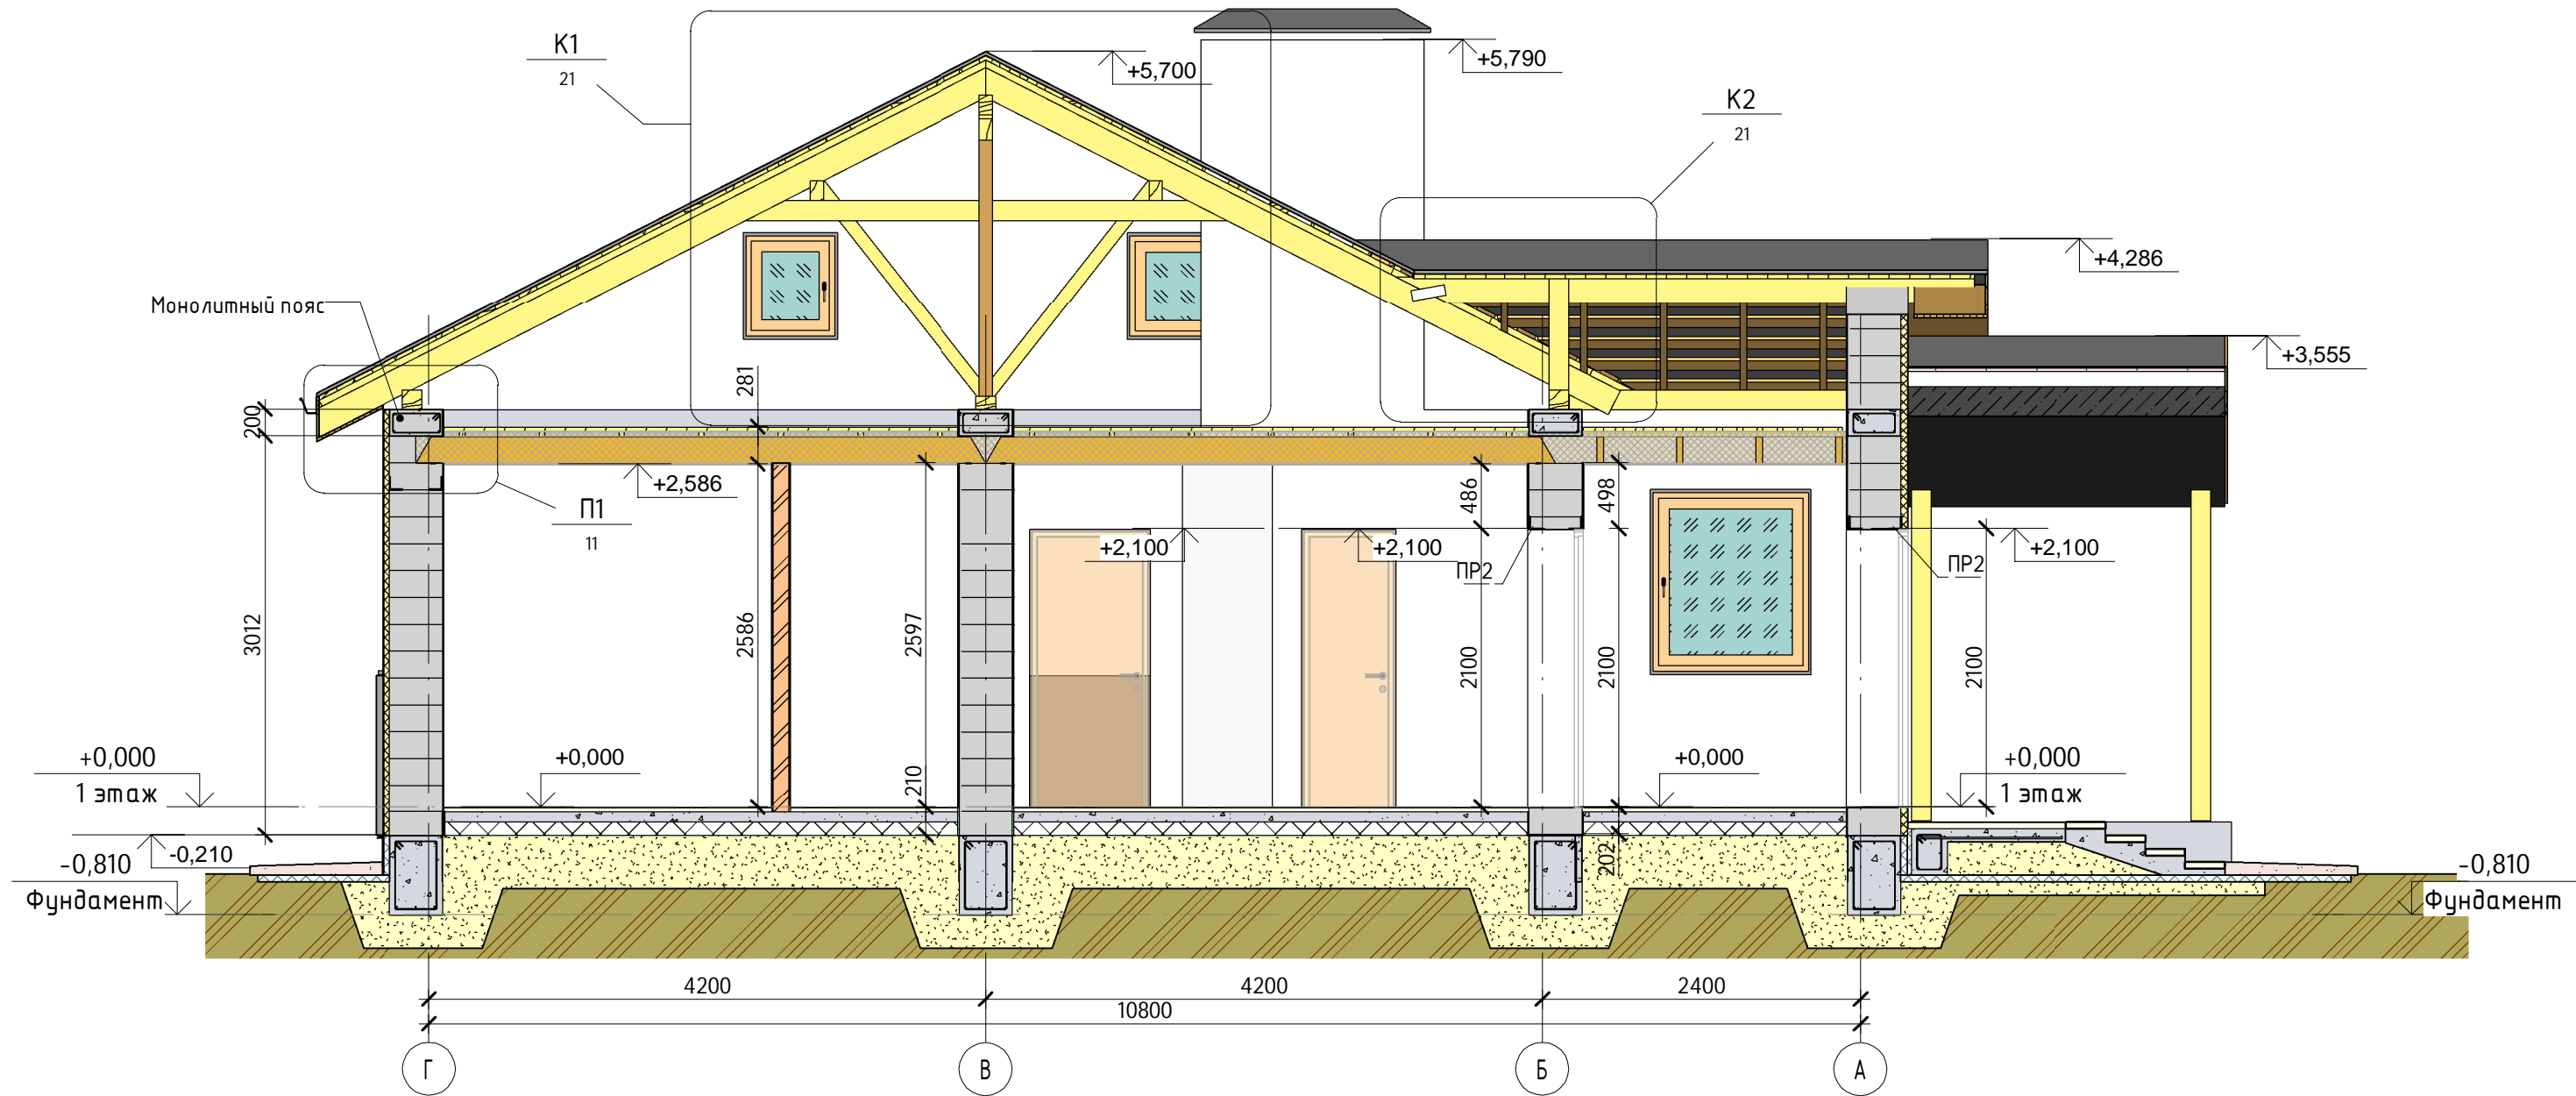 К1
21
+5,700
+5,790
К2
21
+4,286
Монолитный пояс
+3,555
281
200
+2,586
П1
11
486
498
+2,100
+2,100
ПР2
ПР2
+2,100
3012
2586
2597
2100
2100
2100
+0,000
1 этаж
+0,000
210
+0,000
+0,000
1 этаж
-0,210
-0,810
Фундамент
202
-0,810
Фундамент
4200
4200
2400
10800
Г
В
Б
А